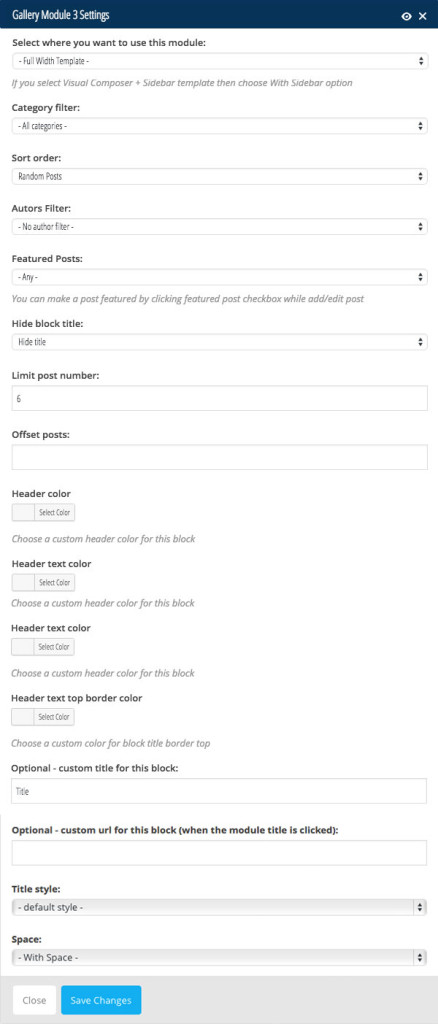 Gallery Module 3 Settings
Select where you want to use this module:
- Full Width Template -
If you select Visual Composer + Sidebar template then choose With Sidebar option
Category filter:
- All categories -
Sort order:
Random Posts
Autors Filter:
- No author filter -
Featured Posts:
- Any -
You can make a post featured by clicking featured post checkbox while add/edit post
Hide block title:
Hide title
Limit post number:
6
Offset posts:
Header color
Select Color
Choose a custom header color for this block
Header text color
Select Color
Choose a custom header color for this block
Header text color
Select Color
Choose a custom header color for this block
Header text top border color
Select Color
Choose a custom color for block title border top
Optional - custom title for this block:
Title
Optional - custom url for this block (when the module title is clicked):
Title style:
- default style -
Space:
- With Space -
Close
Save Changes